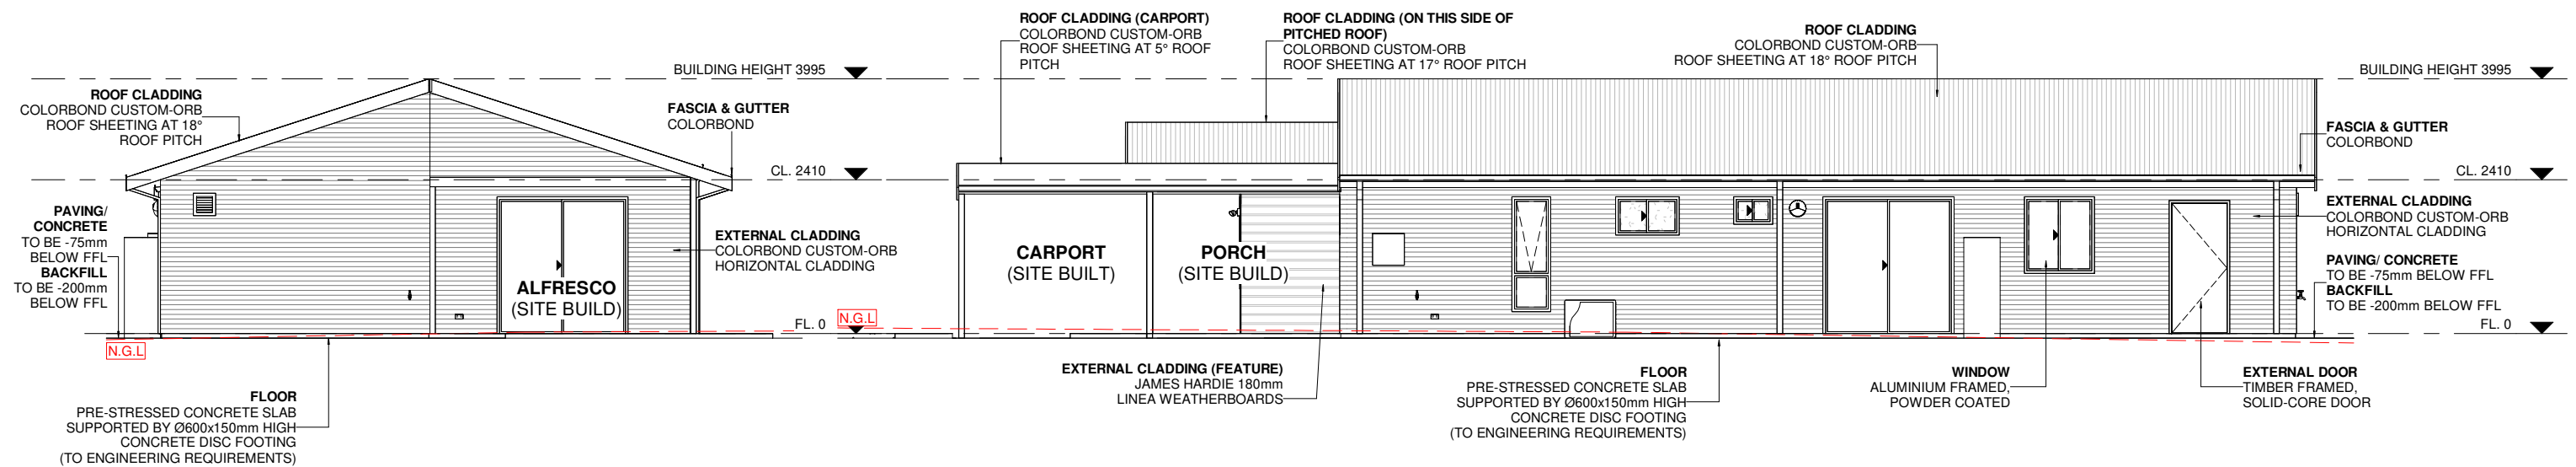 ROOF CLADDING
COLORBOND CUSTOM-ORB
ROOF SHEETING AT 18°
ROOF PITCH
BUILDING HEIGHT 3995
FASCIA & GUTTER
COLORBOND
CL. 2410
PAVING/
CONCRETE
TO BE -75mm
BELOW FFL
BACKFILL
TO BE -200mm
BELOW FFL
EXTERNAL CLADDING
COLORBOND CUSTOM-ORB
HORIZONTAL CLADDING
ALFRESCO
(SITE BUILD)
FL. 0
N.G.L
FLOOR
PRE-STRESSED CONCRETE SLAB
SUPPORTED BY Ø600x150mm HIGH
CONCRETE DISC FOOTING
(TO ENGINEERING REQUIREMENTS)
ROOF CLADDING (CARPORT)
COLORBOND CUSTOM-ORB
ROOF SHEETING AT 5° ROOF
PITCH
ROOF CLADDING (ON THIS SIDE OF
PITCHED ROOF)
COLORBOND CUSTOM-ORB
ROOF SHEETING AT 17° ROOF PITCH
ROOF CLADDING
COLORBOND CUSTOM-ORB
ROOF SHEETING AT 18° ROOF PITCH
BUILDING HEIGHT 3995
FASCIA & GUTTER
COLORBOND
CL. 2410
EXTERNAL CLADDING
COLORBOND CUSTOM-ORB
HORIZONTAL CLADDING
CARPORT
(SITE BUILT)
PORCH
(SITE BUILD)
PAVING/ CONCRETE
TO BE -75mm BELOW FFL
BACKFILL
TO BE -200mm BELOW FFL
N.G.L
FL. 0
EXTERNAL CLADDING (FEATURE)
JAMES HARDIE 180mm
LINEA WEATHERBOARDS
FLOOR
PRE-STRESSED CONCRETE SLAB
SUPPORTED BY Ø600x150mm HIGH
CONCRETE DISC FOOTING
(TO ENGINEERING REQUIREMENTS)
WINDOW
ALUMINIUM FRAMED,
POWDER COATED
EXTERNAL DOOR
TIMBER FRAMED,
SOLID-CORE DOOR